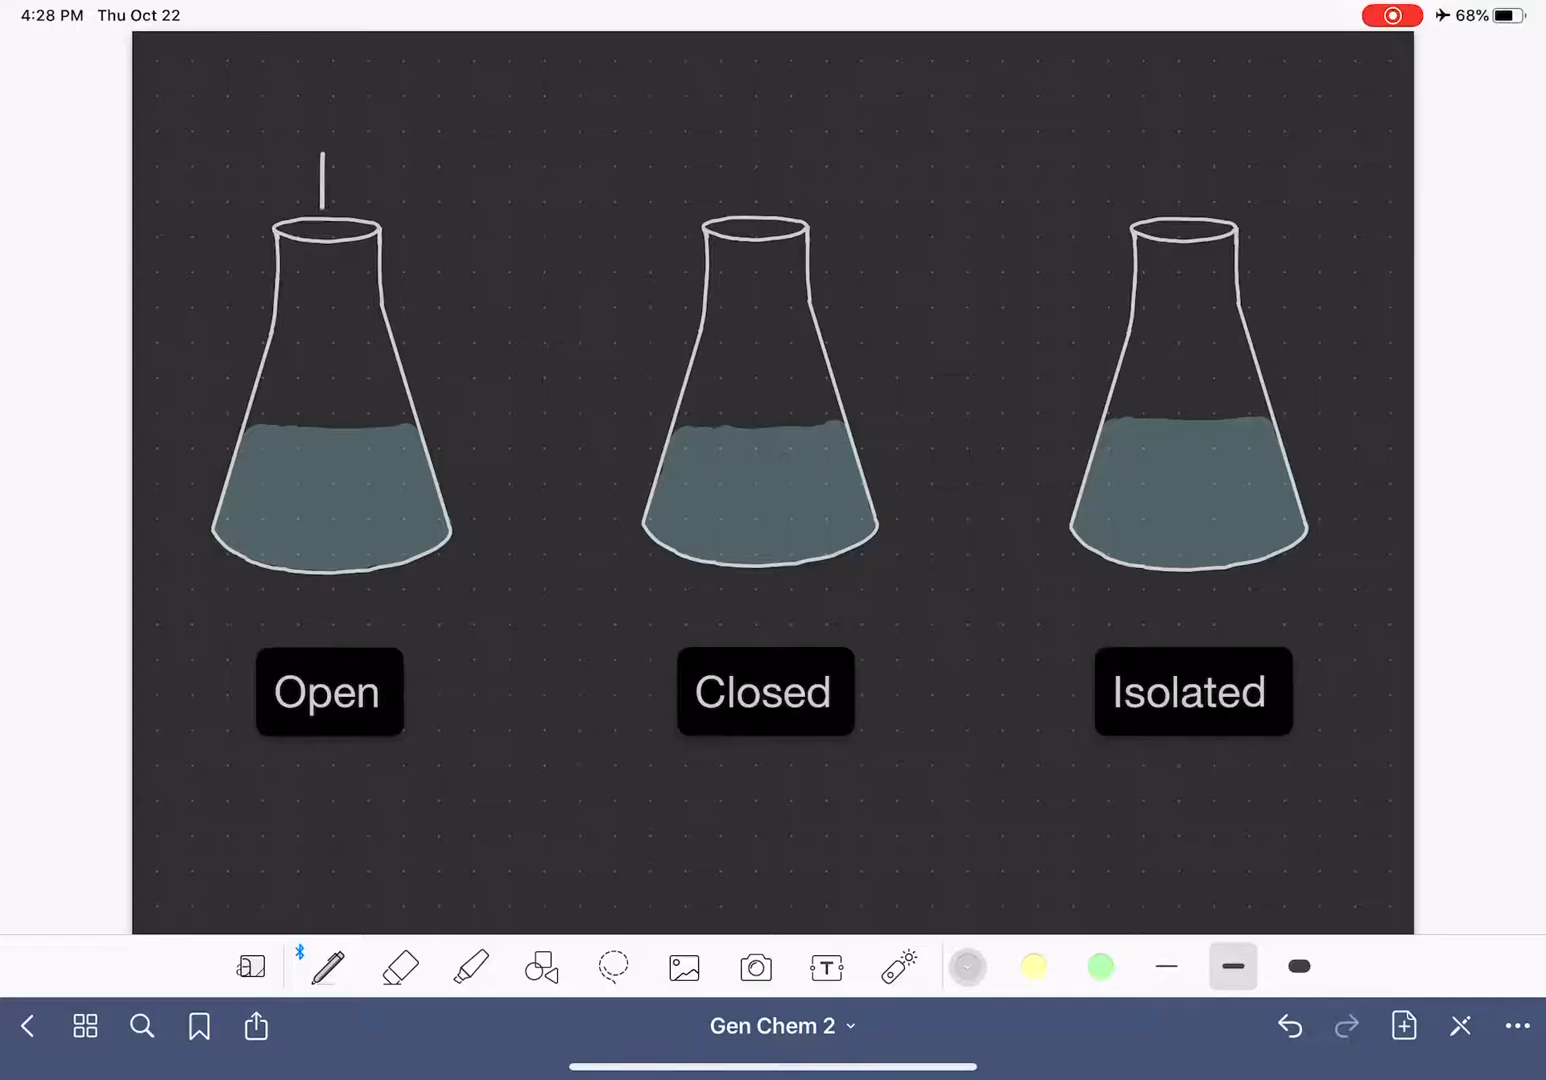 4:28 PM Thu Oct 22
68%
Open
Closed
Isolated
T
Gen Chem 2